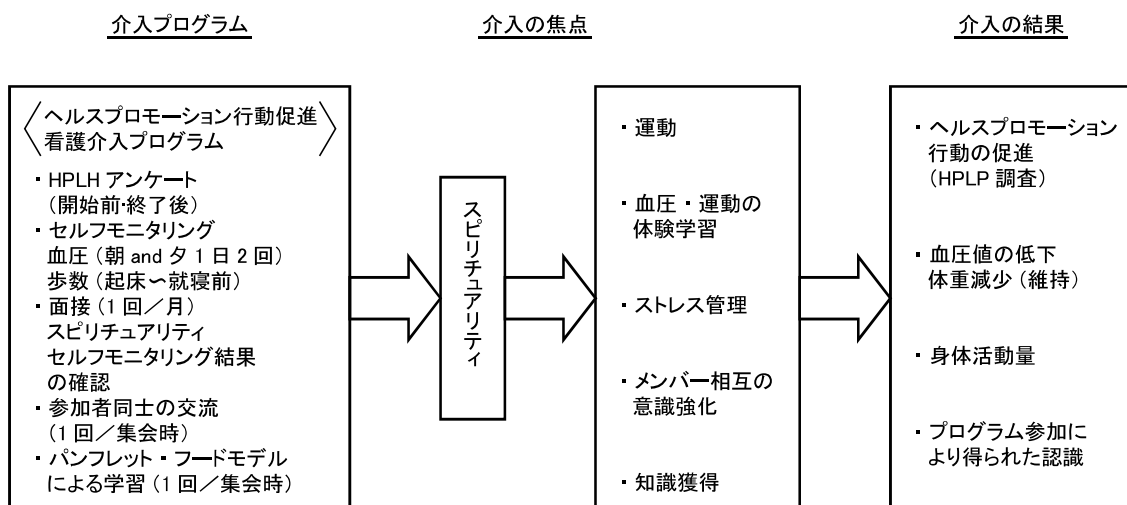 介入プログラム
介入の焦点
介入の結果
ヘルスプロモーション行動促進
看護介入プログラム
・HPLH アンケート
(開始前・終了後)
・セルフモニタリング
血圧 (朝 and 夕 1 日 2 回)
歩数 (起床〜就寝前)
・面接 (1 回／月)
スピリチュアリティ
セルフモニタリング結果
の確認
・参加者同士の交流
(1 回／集会時)
・パンフレット・フードモデル
による学習 (1 回／集会時)
スピリチュアリティ
・運動
・血圧・運動の
体験学習
・ストレス管理
・メンバー相互の
意識強化
・知識獲得
・ヘルスプロモーション
行動の促進
(HPLP 調査)
・血圧値の低下
体重減少 (維持)
・身体活動量
・プログラム参加に
より得られた認識